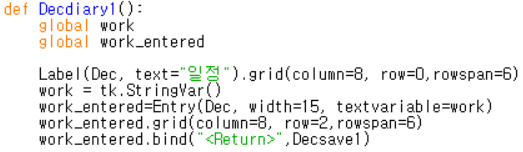 def Decdiary1():
    global work
    global work_entered

    Label(Dec, text="일정").grid(column=8, row=0,rowspan=6)
    work = tk.StringVar()
    work_entered=Entry(Dec, width=15, textvariable=work)
    work_entered.grid(column=8, row=2,rowspan=6)
    work_entered.bind("<Return>",Decsave1)